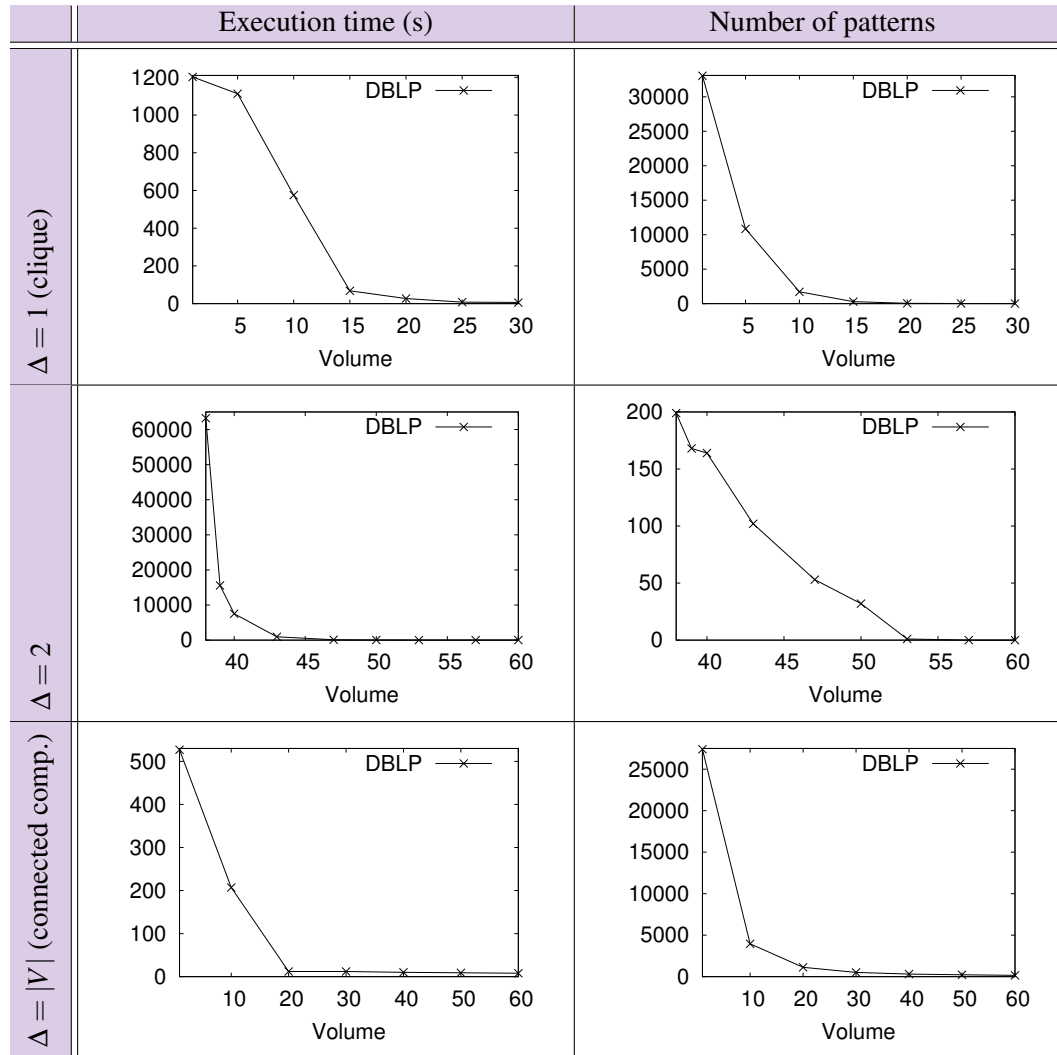 Execution time (s)
Number of patterns
Δ = 1 (clique)
1200
1000
800
600
400
200
0
DBLP
5 10 15 20 25 30
Volume
30000
25000
20000
15000
10000
5000
0
DBLP
5 10 15 20 25 30
Volume
Δ = 2
60000
50000
40000
30000
20000
10000
0
DBLP
40 45 50 55 60
Volume
200
150
100
50
0
DBLP
40 45 50 55 60
Volume
Δ = |V| (connected comp.)
500
400
300
200
100
0
DBLP
10 20 30 40 50 60
Volume
25000
20000
15000
10000
5000
0
DBLP
10 20 30 40 50 60
Volume